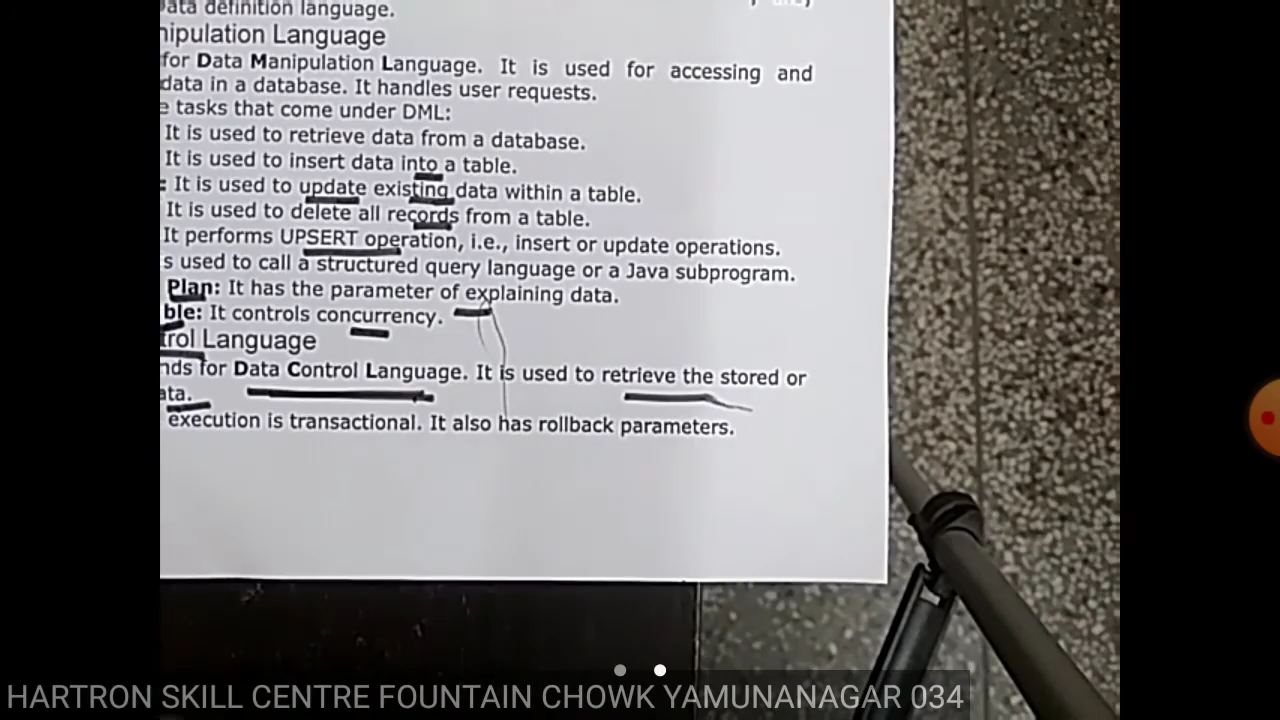 ata definition language.
nipulation Language
for Data Manipulation Language. It is used for accessing and
data in a database. It handles user requests.
e tasks that come under DML:
It is used to retrieve data from a database.
It is used to insert data into a table.
: It is used to update existing data within a table.
It is used to delete all records from a table.
It performs UPSERT operation, i.e., insert or update operations.
s used to call a structured query language or a Java subprogram.
Plan: It has the parameter of explaining data.
ble: It controls concurrency.
trol Language
nds for Data Control Language. It is used to retrieve the stored or
ata.
execution is transactional. It also has rollback parameters.
HARTRON SKILL CENTRE FOUNTAIN CHOWK YAMUNANAGAR 034